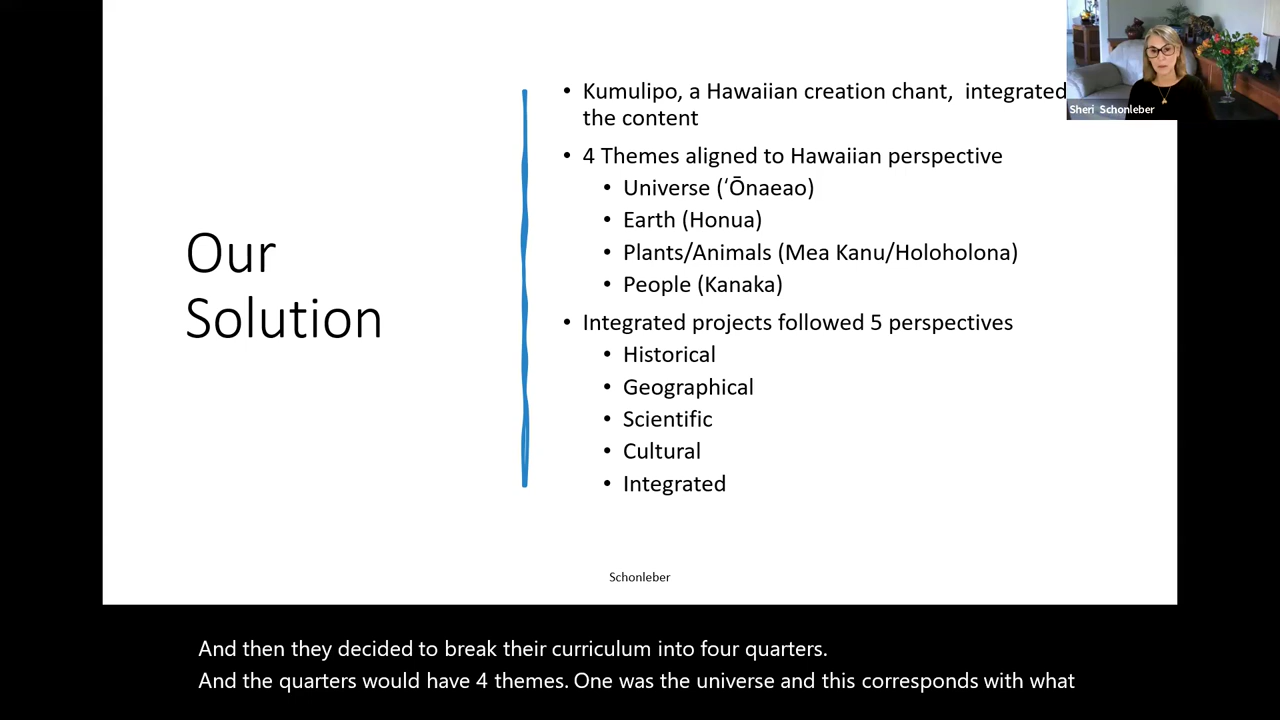 Our
Solution
• Kumulipo, a Hawaiian creation chant, integrated
the content
• 4 Themes aligned to Hawaiian perspective
• Universe (ʻŌnaeao)
• Earth (Honua)
• Plants/Animals (Mea Kanu/Holoholona)
• People (Kanaka)
• Integrated projects followed 5 perspectives
• Historical
• Geographical
• Scientific
• Cultural
• Integrated
Schonleber
Sheri Schonleber
And then they decided to break their curriculum into four quarters.
And the quarters would have 4 themes. One was the universe and this corresponds with what